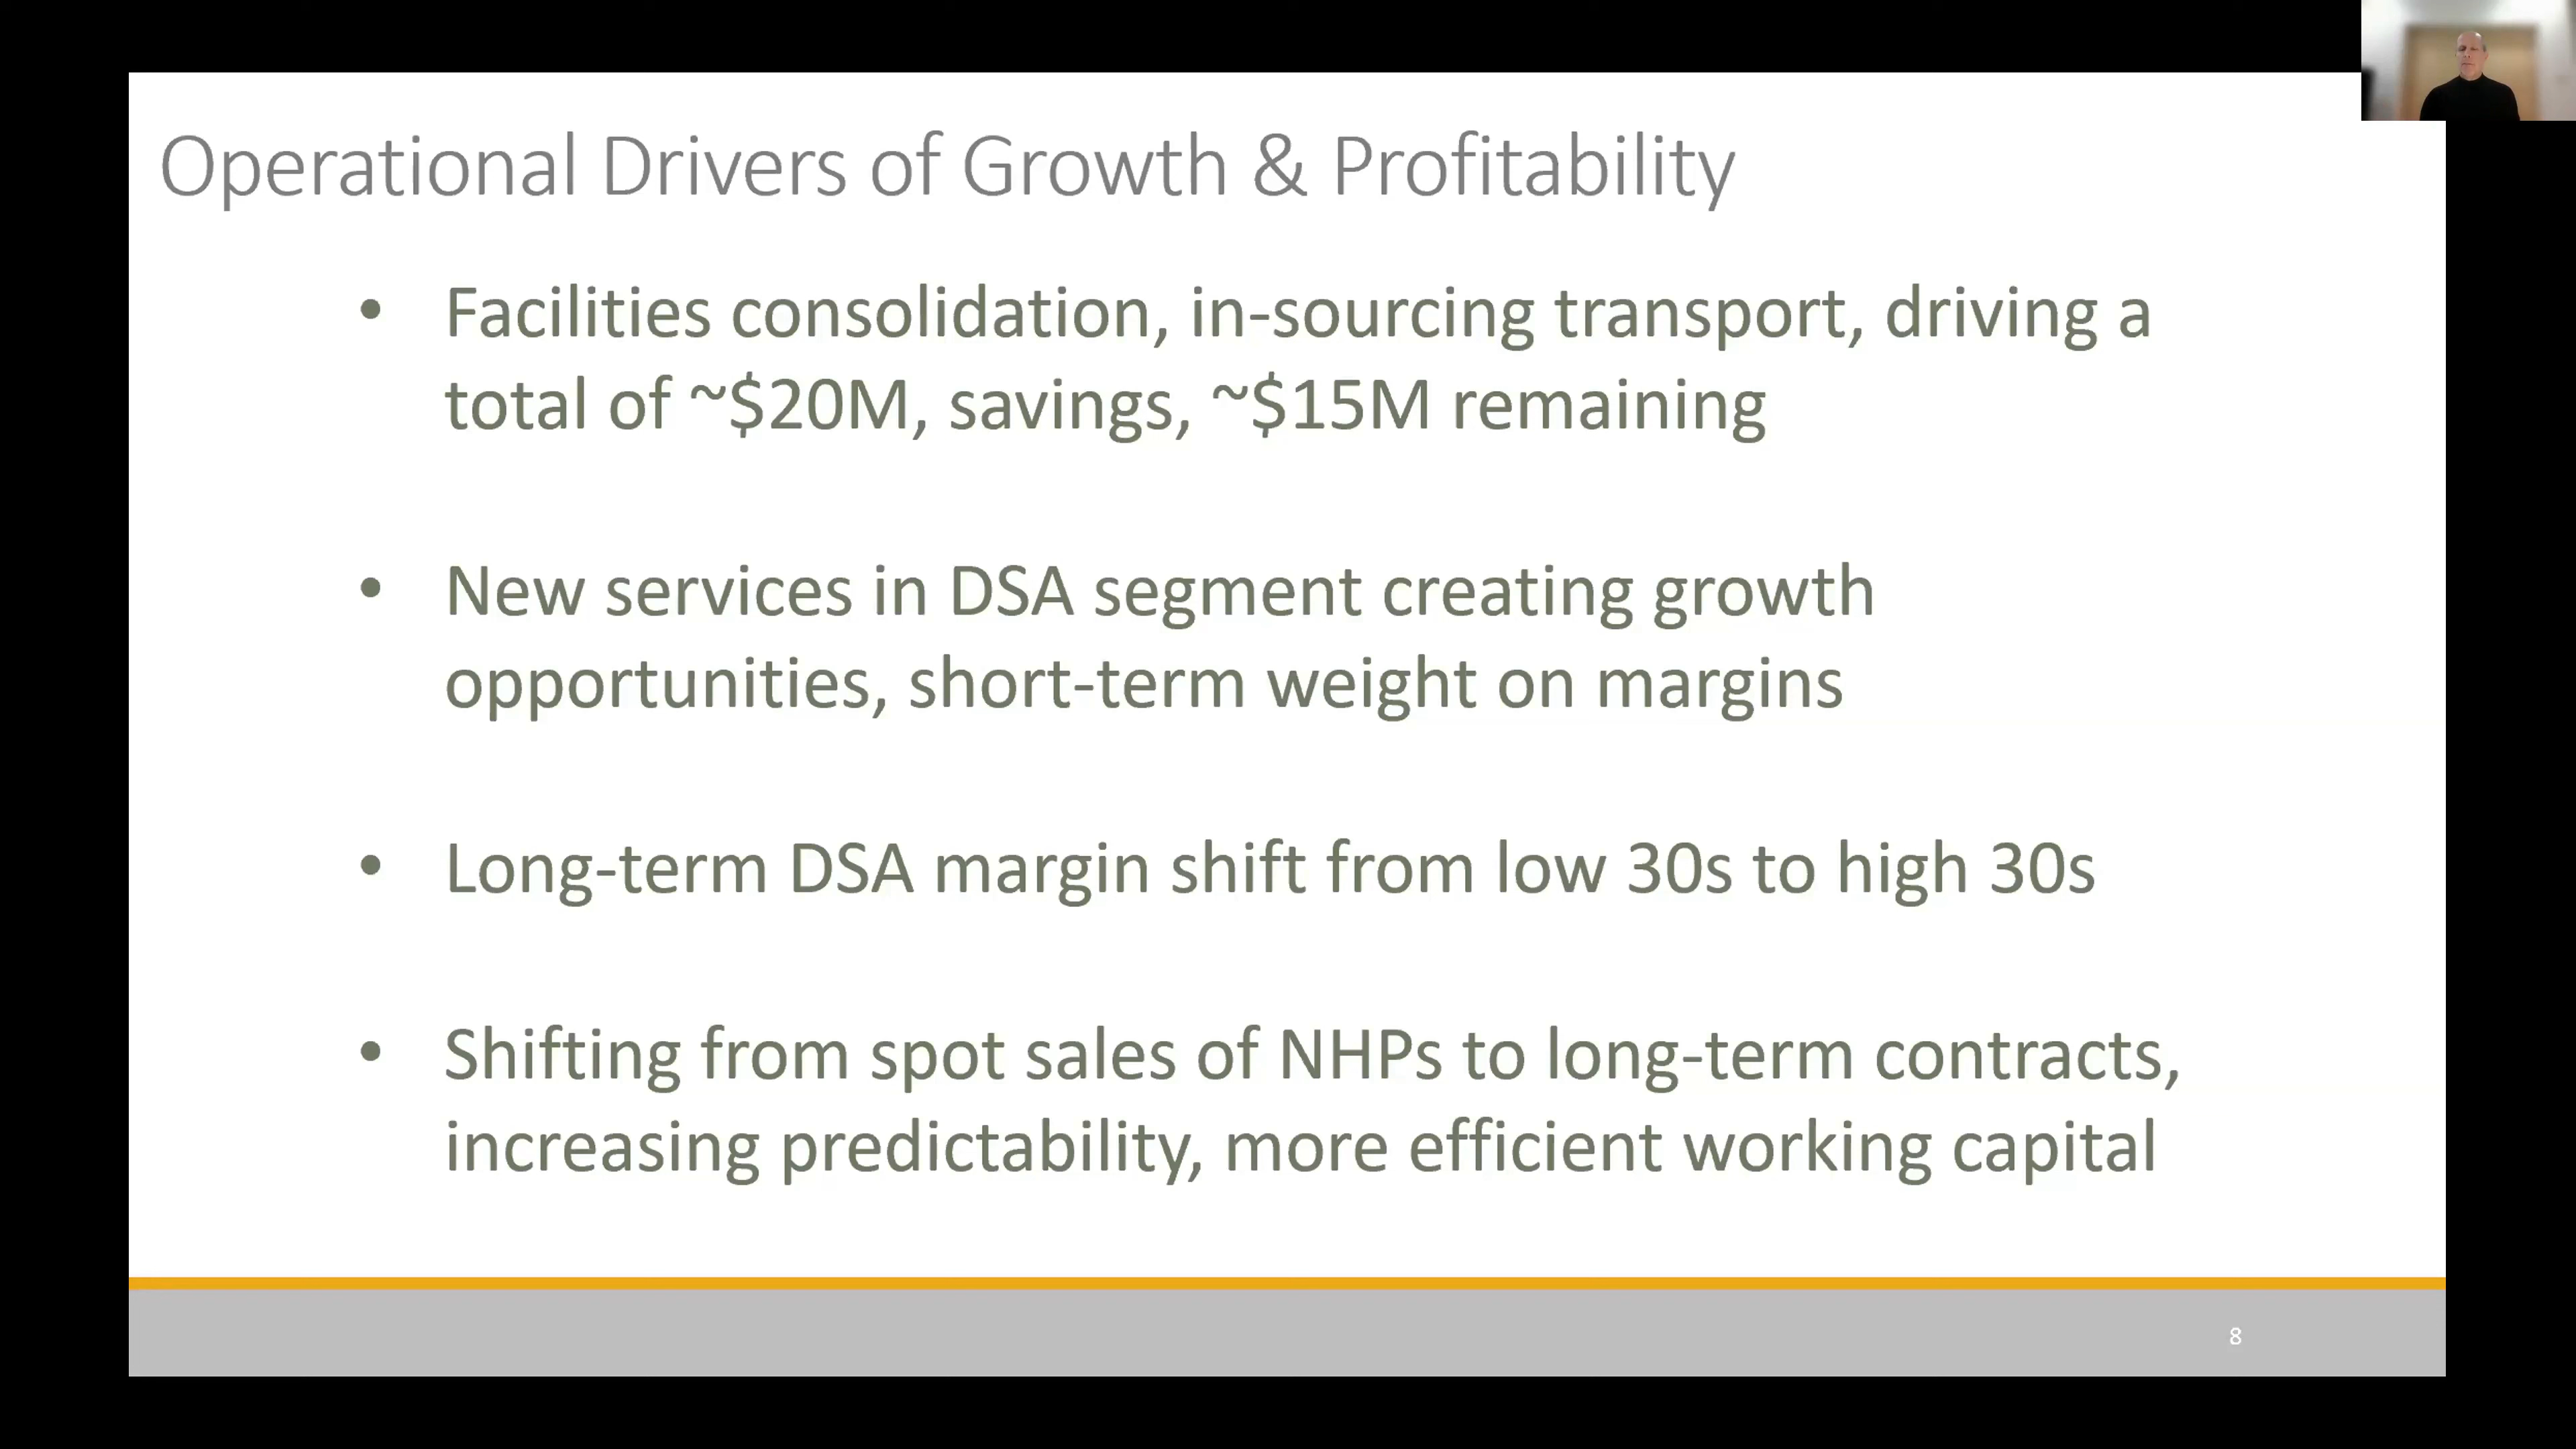 Operational Drivers of Growth & Profitability
• Facilities consolidation, in-sourcing transport, driving a
total of ~$20M, savings, ~$15M remaining
• New services in DSA segment creating growth
opportunities, short-term weight on margins
• Long-term DSA margin shift from low 30s to high 30s
• Shifting from spot sales of NHPs to long-term contracts,
increasing predictability, more efficient working capital
8